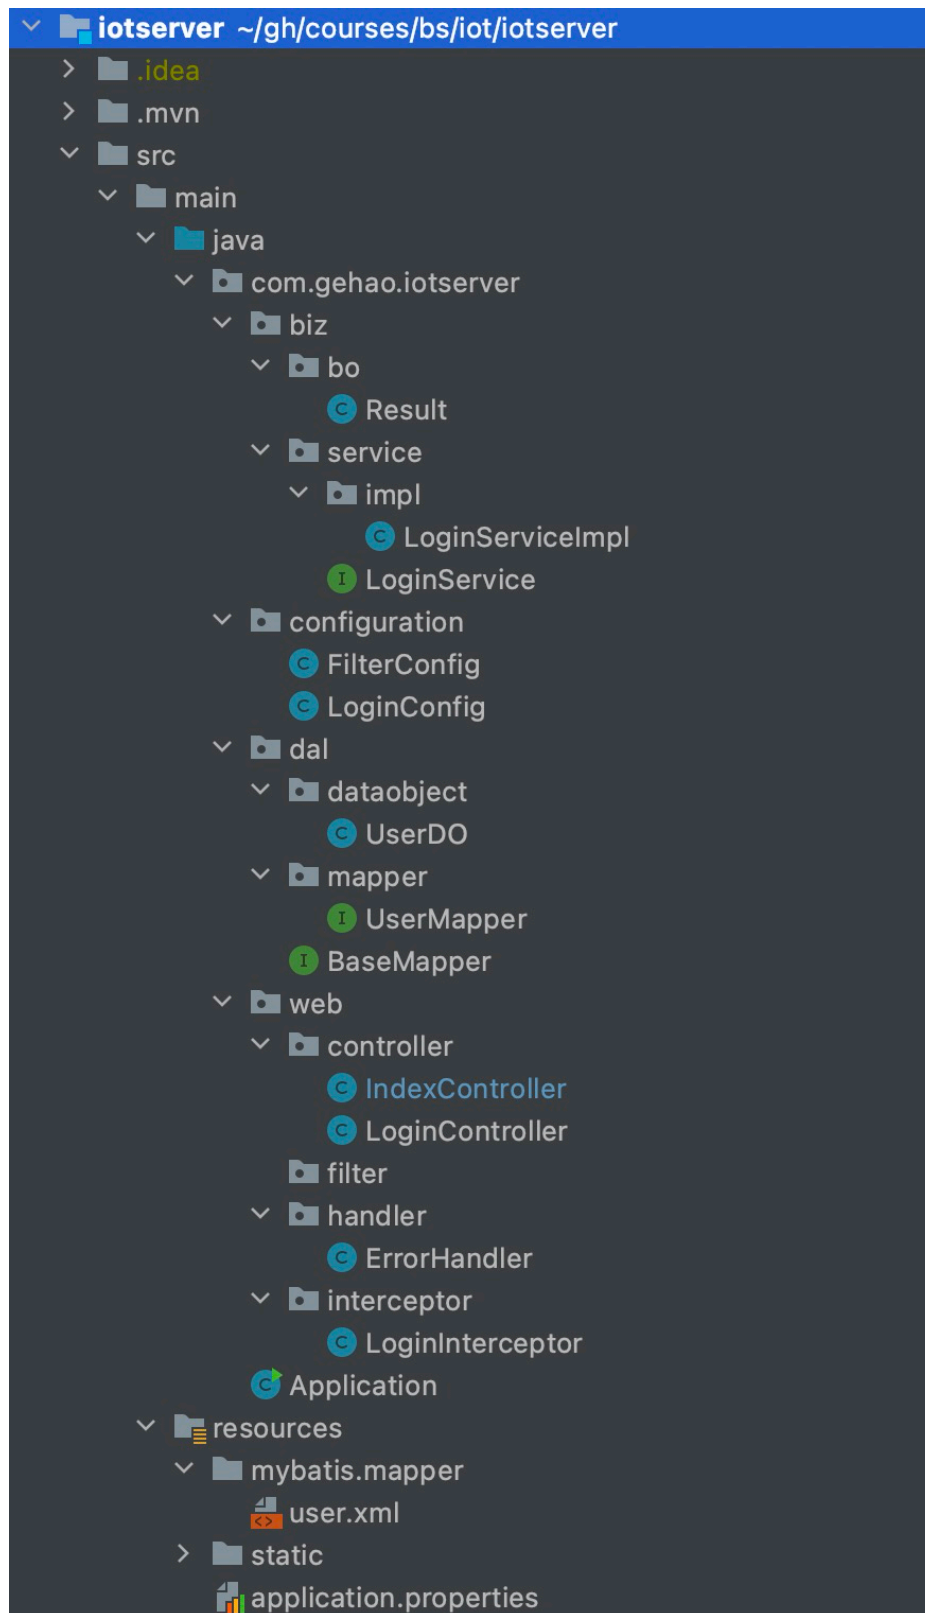 iotserver ~/gh/courses/bs/iot/iotserver
.idea
.mvn
src
main
java
com.gehao.iotserver
biz
bo
C Result
service
impl
C LoginServiceImpl
I LoginService
configuration
C FilterConfig
C LoginConfig
dal
dataobject
C UserDO
mapper
I UserMapper
I BaseMapper
web
controller
C IndexController
C LoginController
filter
handler
C ErrorHandler
interceptor
C LoginInterceptor
C Application
resources
mybatis.mapper
<> user.xml
static
application.properties